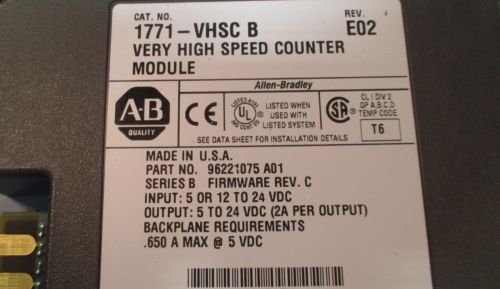 CAT. NO.
REV.
1771-VHSC B
E02
VERY HIGH SPEED COUNTER
MODULE
Allen-Bradley
A-B
QUALITY
CE
UL
LISTED WHEN
USED WITH
LISTED SYSTEM
SA
CL I DIV 2
GP A,B,C,D
TEMP CODE
T6
SEE DATA SHEET FOR INSTALLATION DETAILS
MADE IN U.S.A.
PART NO. 96221075 A01
SERIES B FIRMWARE REV. C
INPUT: 5 OR 12 TO 24 VDC
OUTPUT: 5 TO 24 VDC (2A PER OUTPUT)
BACKPLANE REQUIREMENTS
.650 A MAX @ 5 VDC